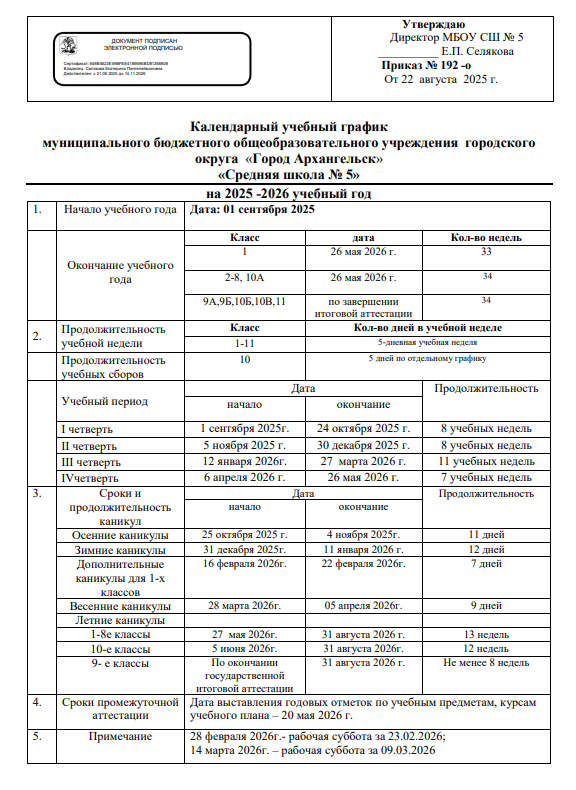 ДОКУМЕНТ ПОДПИСАН
ЭЛЕКТРОННОЙ ПОДПИСЬЮ
Владелец: Селякова Екатерина Пантелеймоновна
Утверждаю
Директор МБОУ СШ № 5
__________ Е.П. Селякова
Приказ № 192 -о
От 22 августа 2025 г.
Календарный учебный график
муниципального бюджетного общеобразовательного учреждения городского
округа «Город Архангельск»
«Средняя школа № 5»
на 2025 -2026 учебный год
1. Начало учебного года Дата: 01 сентября 2025
Окончание учебного года
Класс дата Кол-во недель
1 26 мая 2026 г. 33
2-8, 10А 26 мая 2026 г. 34
9А,9Б,10Б,10В,11 по завершении итоговой аттестации 34
2. Продолжительность учебной недели
Класс Кол-во дней в учебной неделе
1-11 5-дневная учебная неделя
Продолжительность учебных сборов 10 5 дней по отдельному графику
Учебный период Дата Продолжительность
начало окончание
I четверть 1 сентября 2025г. 24 октября 2025 г. 8 учебных недель
II четверть 5 ноября 2025 г. 30 декабря 2025 г. 8 учебных недель
III четверть 12 января 2026г. 27 марта 2026 г. 11 учебных недель
IVчетверть 6 апреля 2026 г. 26 мая 2026 г. 7 учебных недель
3. Сроки и продолжительность каникул Дата Продолжительность
начало окончание
Осенние каникулы 25 октября 2025 г. 4 ноября 2025г. 11 дней
Зимние каникулы 31 декабря 2025г. 11 января 2026 г. 12 дней
Дополнительные каникулы для 1-х классов 16 февраля 2026г. 22 февраля 2026г. 7 дней
Весенние каникулы 28 марта 2026г. 05 апреля 2026г. 9 дней
Летние каникулы
1-8е классы 27 мая 2026г. 31 августа 2026 г. 13 недель
10-е классы 5 июня 2026г. 31 августа 2026г. 12 недель
9- е классы По окончании государственной итоговой аттестации 31 августа 2026г. Не менее 8 недель
4. Сроки промежуточной аттестации Дата выставления годовых отметок по учебным предметам, курсам
учебного плана – 20 мая 2026 г.
5. Примечание 28 февраля 2026г.- рабочая суббота за 23.02.2026;
14 марта 2026г. – рабочая суббота за 09.03.2026